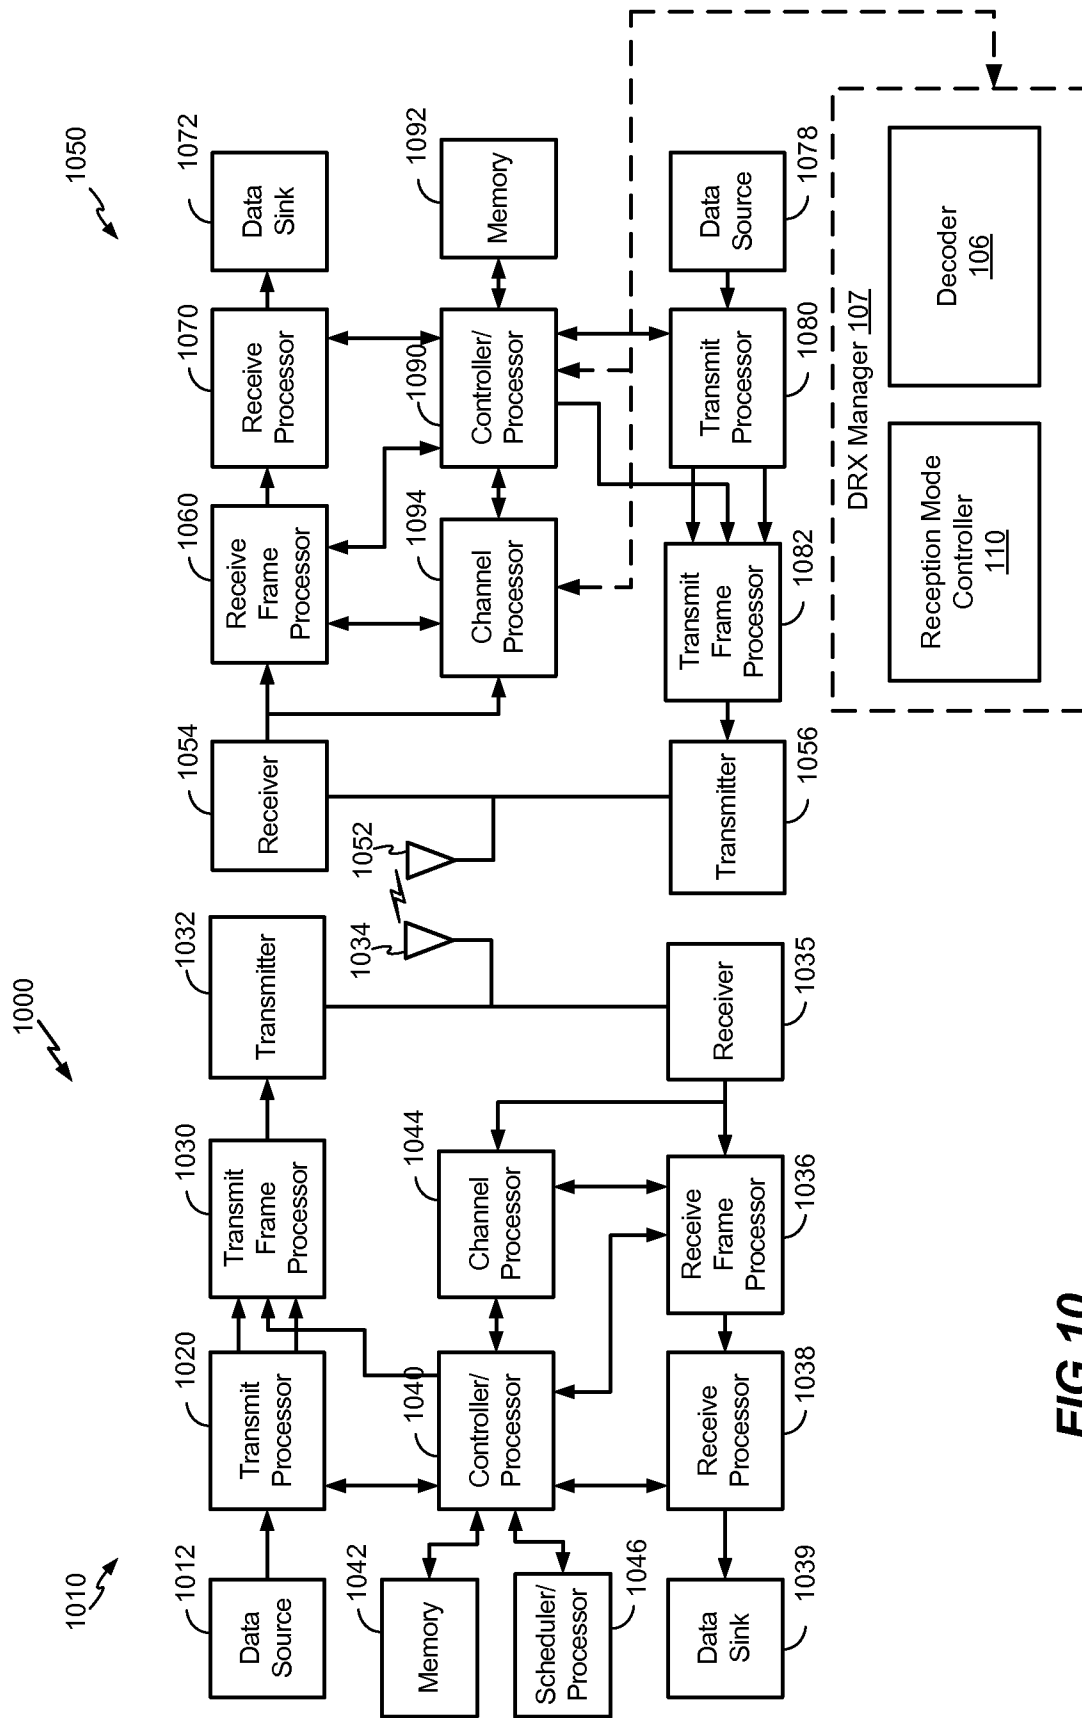 1000
1010
1050
1012
Data
Source
1020
Transmit
Processor
1030
Transmit
Frame
Processor
1032
Transmitter
1054
Receiver
1060
Receive
Frame
Processor
1070
Receive
Processor
1072
Data
Sink
1042
Memory
1046
Scheduler/
Processor
1040
Controller/
Processor
1044
Channel
Processor
1034
1052
1094
Channel
Processor
1090
Controller/
Processor
1092
Memory
1039
Data
Sink
1038
Receive
Processor
1036
Receive
Frame
Processor
1035
Receiver
1056
Transmitter
1082
Transmit
Frame
Processor
1080
Transmit
Processor
1078
Data
Source
DRX Manager 107
Reception Mode
Controller
110
Decoder
106
FIG 10